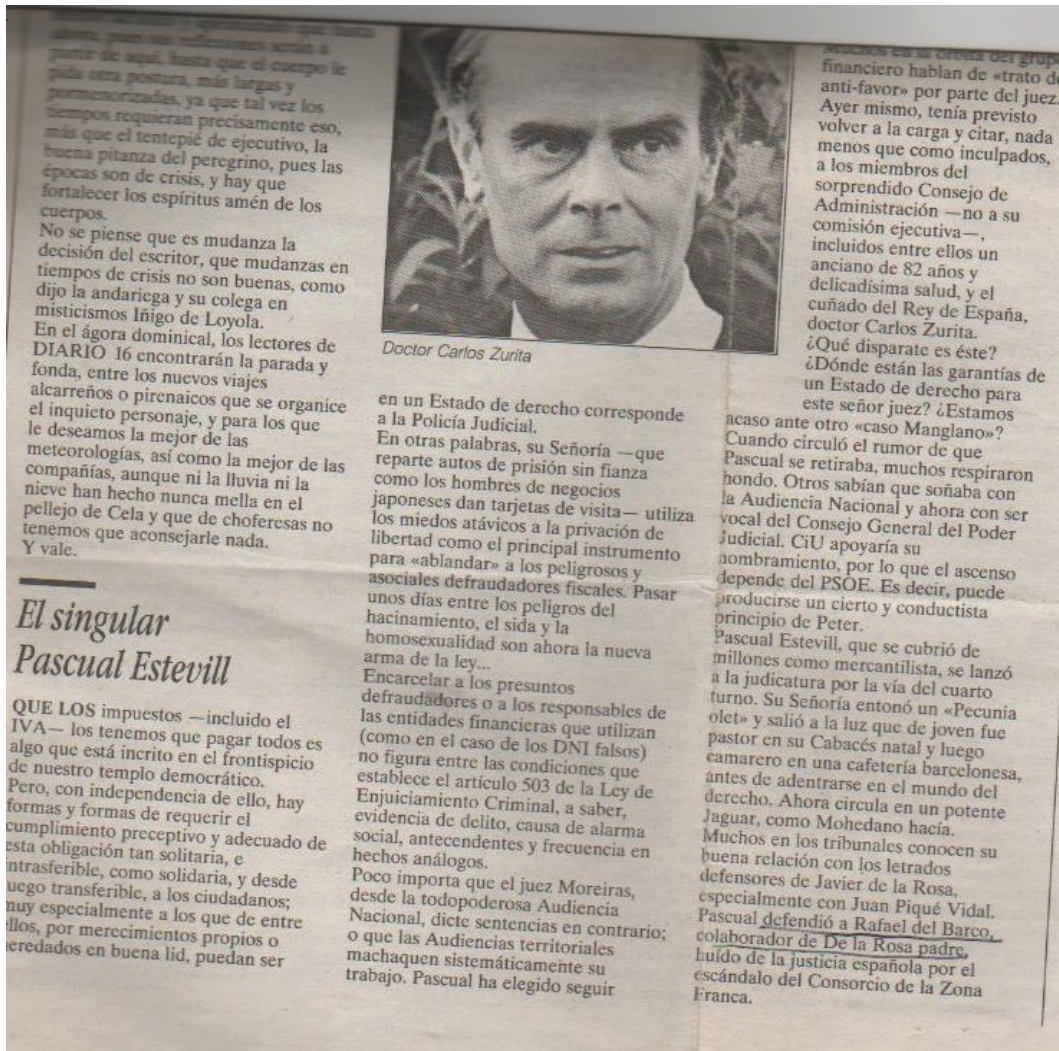 ahora, pues sus reflexiones serán a
partir de aquí, hasta que el cuerpo le
pida otra postura, más largas y
pormenorizadas, ya que tal vez los
tiempos requieran precisamente eso,
más que el tentepié de ejecutivo, la
buena pitanza del peregrino, pues las
épocas son de crisis, y hay que
fortalecer los espíritus amén de los
cuerpos.
No se piense que es mudanza la
decisión del escritor, que mudanzas en
tiempos de crisis no son buenas, como
dijo la andariega y su colega en
misticismos Iñigo de Loyola.
En el ágora dominical, los lectores de
DIARIO 16 encontrarán la parada y
fonda, entre los nuevos viajes
alcarreños o pirenaicos que se organice
el inquieto personaje, y para los que
le deseamos la mejor de las
meteorologías, así como la mejor de las
compañías, aunque ni la lluvia ni la
nieve han hecho nunca mella en el
pellejo de Cela y que de choferesas no
tenemos que aconsejarle nada.
Y vale.
El singular
Pascual Estevill
QUE LOS impuestos —incluido el
IVA— los tenemos que pagar todos es
algo que está incrito en el frontispicio
de nuestro templo democrático.
Pero, con independencia de ello, hay
formas y formas de requerir el
cumplimiento preceptivo y adecuado de
esta obligación tan solitaria, e
intrasferible, como solidaria, y desde
luego transferible, a los ciudadanos;
muy especialmente a los que de entre
ellos, por merecimientos propios o
heredados en buena lid, puedan ser
Doctor Carlos Zurita
en un Estado de derecho corresponde
a la Policía Judicial.
En otras palabras, su Señoría —que
reparte autos de prisión sin fianza
como los hombres de negocios
japoneses dan tarjetas de visita— utiliza
los miedos atávicos a la privación de
libertad como el principal instrumento
para «ablandar» a los peligrosos y
asociales defraudadores fiscales. Pasar
unos días entre los peligros del
hacinamiento, el sida y la
homosexualidad son ahora la nueva
arma de la ley...
Encarcelar a los presuntos
defraudadores o a los responsables de
las entidades financieras que utilizan
(como en el caso de los DNI falsos)
no figura entre las condiciones que
establece el artículo 503 de la Ley de
Enjuiciamiento Criminal, a saber,
evidencia de delito, causa de alarma
social, antecendentes y frecuencia en
hechos análogos.
Poco importa que el juez Moreiras,
desde la todopoderosa Audiencia
Nacional, dicte sentencias en contrario;
o que las Audiencias territoriales
machaquen sistemáticamente su
trabajo. Pascual ha elegido seguir
Muchos en la órbita del grupo
financiero hablan de «trato de
anti-favor» por parte del juez.
Ayer mismo, tenía previsto
volver a la carga y citar, nada
menos que como inculpados,
a los miembros del
sorprendido Consejo de
Administración —no a su
comisión ejecutiva—,
incluidos entre ellos un
anciano de 82 años y
delicadísima salud, y el
cuñado del Rey de España,
doctor Carlos Zurita.
¿Qué disparate es éste?
¿Dónde están las garantías de
un Estado de derecho para
este señor juez? ¿Estamos
acaso ante otro «caso Manglano»?
Cuando circuló el rumor de que
Pascual se retiraba, muchos respiraron
hondo. Otros sabían que soñaba con
la Audiencia Nacional y ahora con ser
vocal del Consejo General del Poder
Judicial. CiU apoyaría su
nombramiento, por lo que el ascenso
depende del PSOE. Es decir, puede
producirse un cierto y conductista
principio de Peter.
Pascual Estevill, que se cubrió de
millones como mercantilista, se lanzó
a la judicatura por la vía del cuarto
turno. Su Señoría entonó un «Pecunia
olet» y salió a la luz que de joven fue
pastor en su Cabacés natal y luego
camarero en una cafetería barcelonesa,
antes de adentrarse en el mundo del
derecho. Ahora circula en un potente
Jaguar, como Mohedano hacía.
Muchos en los tribunales conocen su
buena relación con los letrados
defensores de Javier de la Rosa,
especialmente con Juan Piqué Vidal.
Pascual defendió a Rafael del Barco,
colaborador de De la Rosa padre,
huído de la justicia española por el
escándalo del Consorcio de la Zona
Franca.